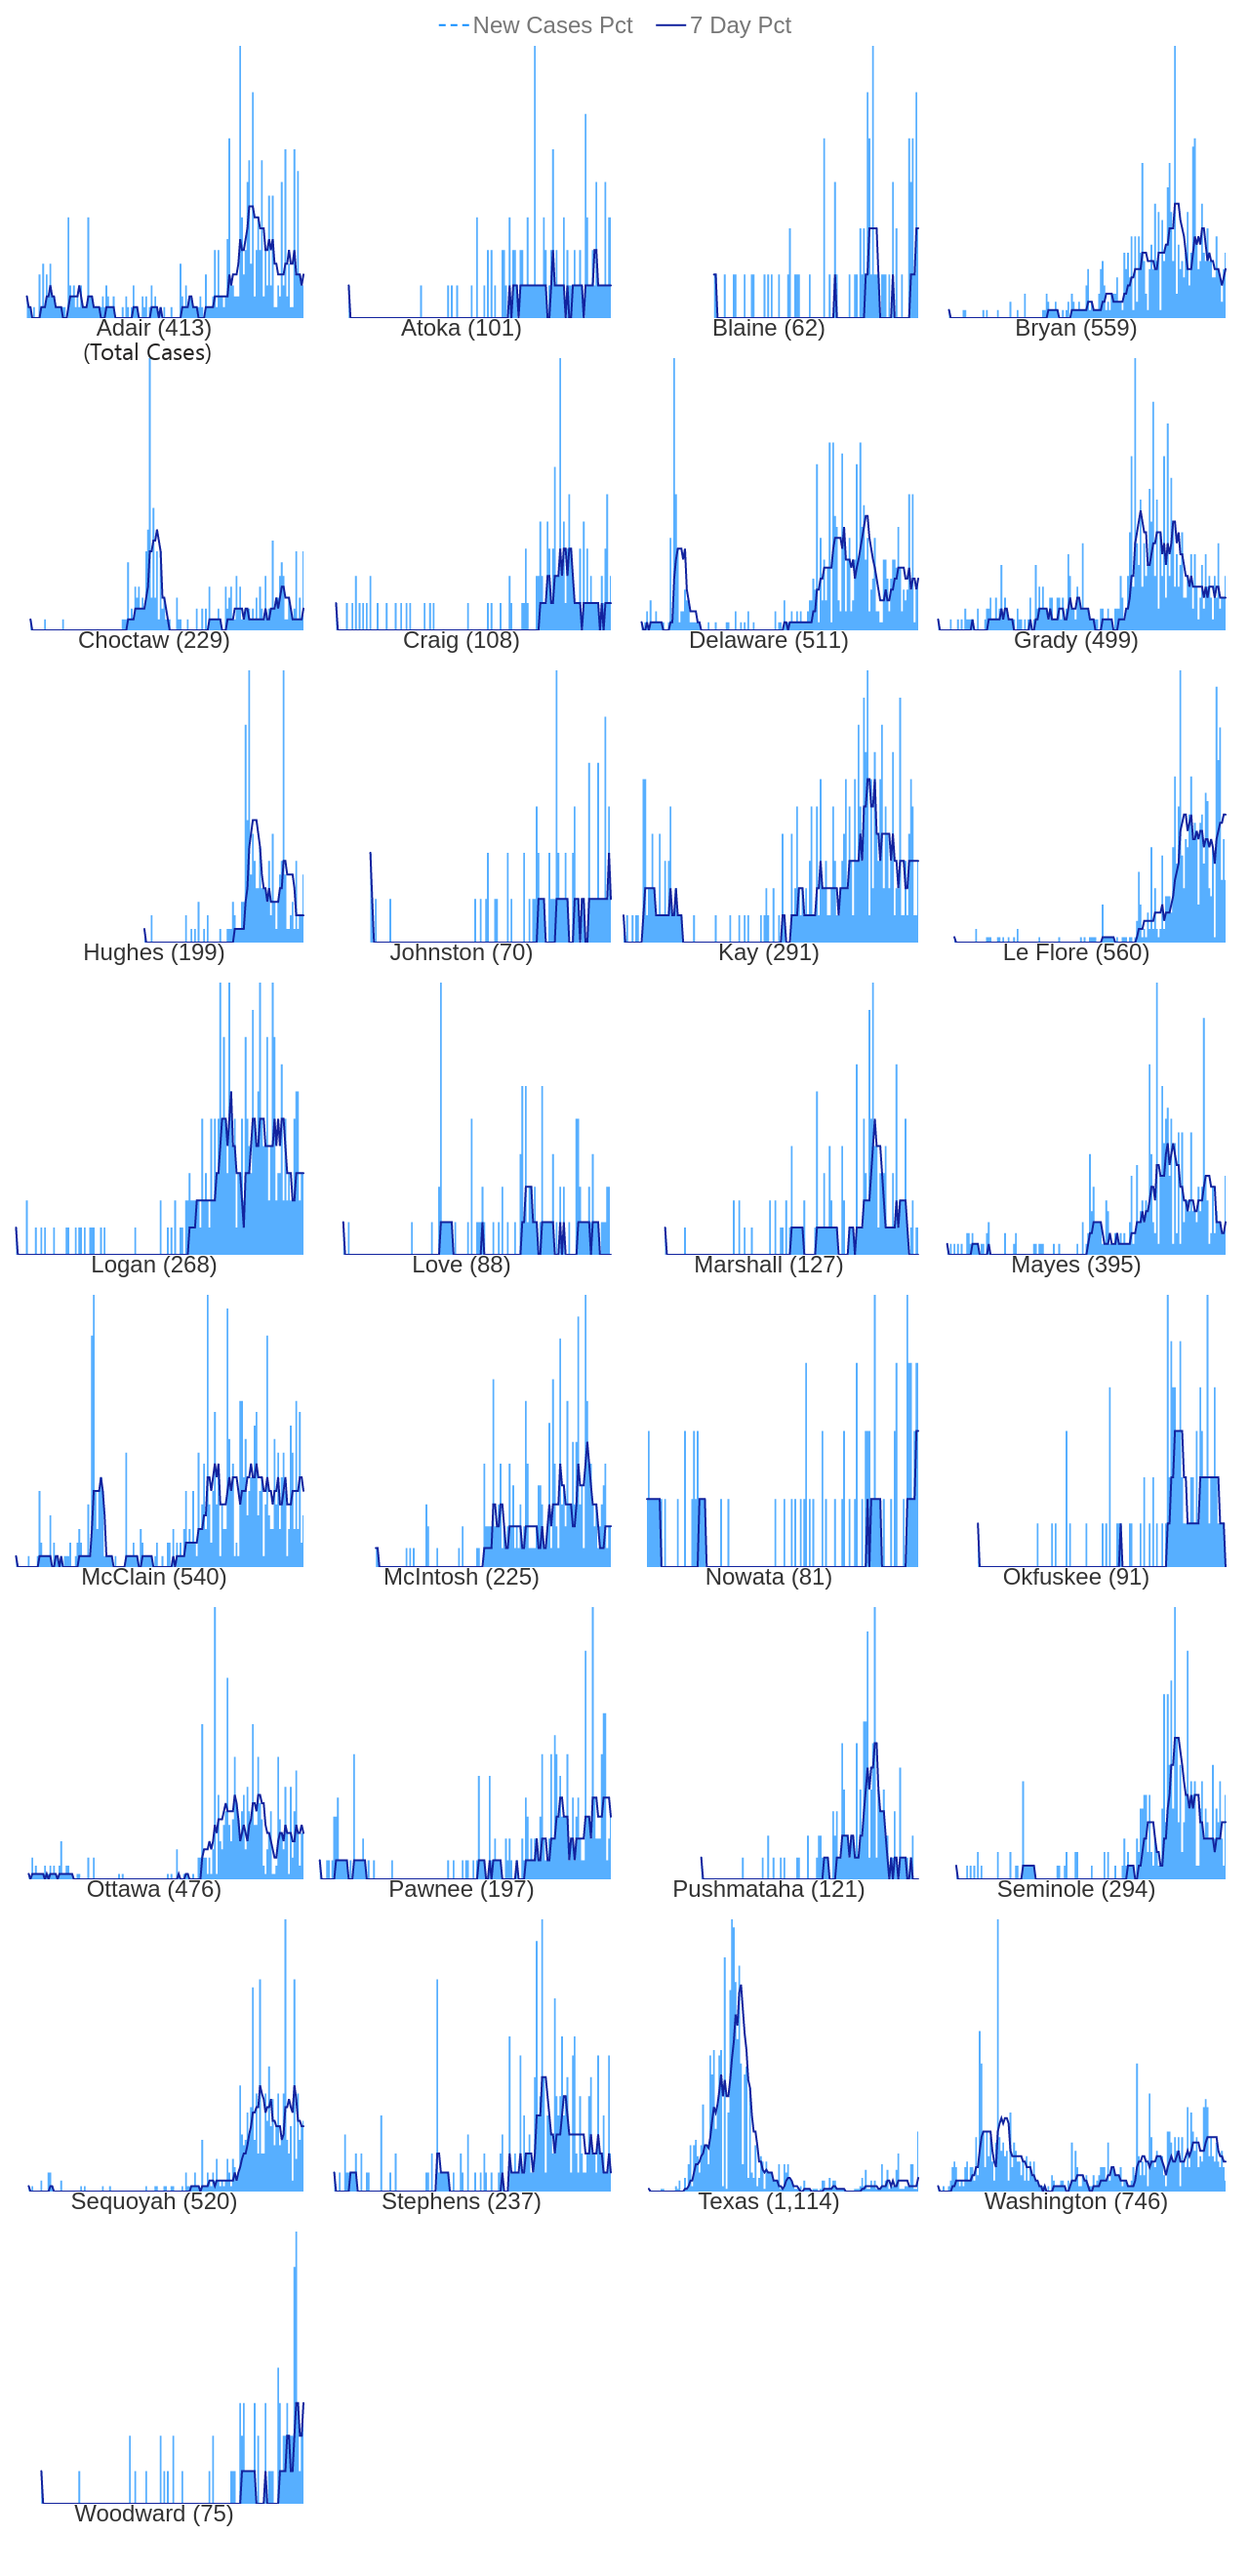 New Cases Pct 7 Day Pct
Adair (413) Atoka (101) Blaine (62) Bryan (559)
(Total Cases)
Choctaw (229) Craig (108) Delaware (511) Grady (499)
Hughes (199) Johnston (70) Kay (291) Le Flore (560)
Logan (268) Love (88) Marshall (127) Mayes (395)
McClain (540) McIntosh (225) Nowata (81) Okfuskee (91)
Ottawa (476) Pawnee (197) Pushmataha (121) Seminole (294)
Sequoyah (520) Stephens (237) Texas (1,114) Washington (746)
Woodward (75)